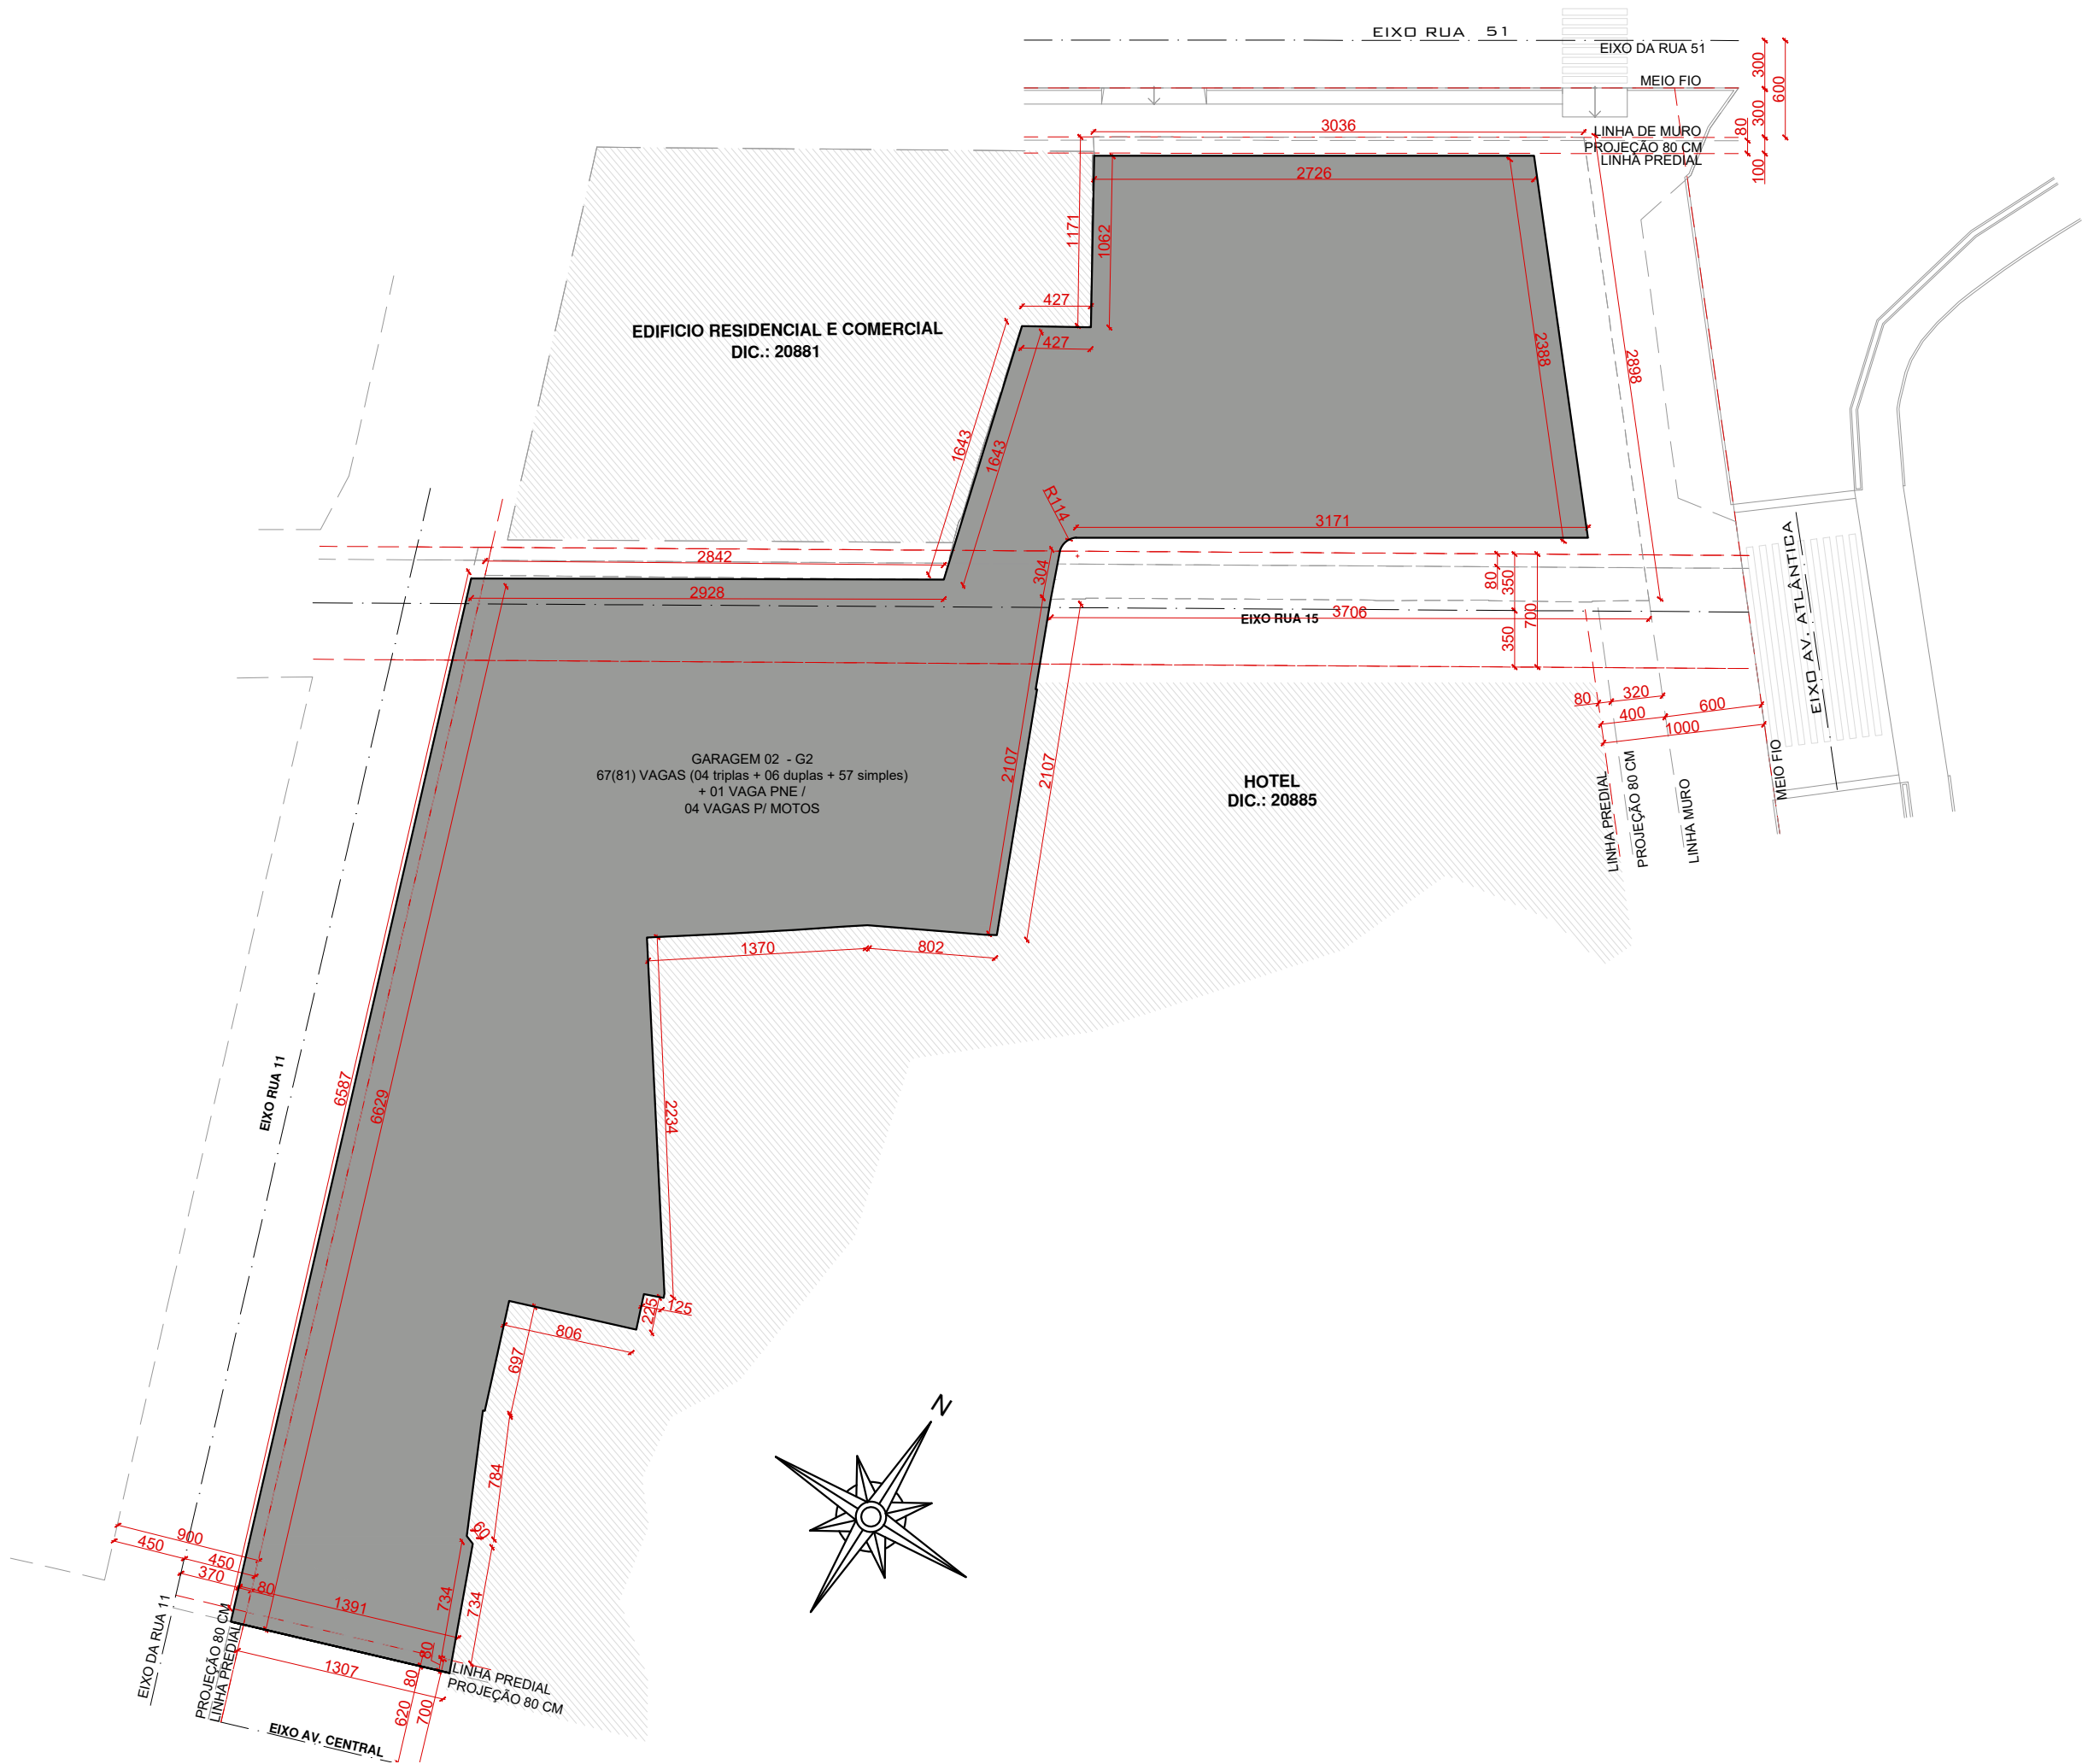 EIXO RUA 51
EIXO DA RUA 51
MEIO FIO
300
600
300
80
100
LINHA DE MURO
PROJEÇÃO 80 CM
LINHA PREDIAL
3036
2726
1171
1062
427
427
EDIFICIO RESIDENCIAL E COMERCIAL
DIC.: 20881
2388
2898
1643
1643
R114
3171
2842
2928
304
80
350
700
350
EIXO RUA 15
3706
EIXO AV. ATLÂNTICA
80
320
400
600
1000
LINHA PREDIAL
PROJEÇÃO 80 CM
LINHA MURO
MEIO FIO
GARAGEM 02 - G2
67(81) VAGAS (04 triplas + 06 duplas + 57 simples)
+ 01 VAGA PNE /
04 VAGAS P/ MOTOS
2107
2107
HOTEL
DIC.: 20885
1370
802
EIXO RUA 11
6587
6629
2234
225
125
806
697
784
60
734
734
N
900
450
450
370
80
1391
1307
80
80
620
700
EIXO DA RUA 11
PROJEÇÃO 80 CM
LINHA PREDIAL
LINHA PREDIAL
PROJEÇÃO 80 CM
EIXO AV. CENTRAL